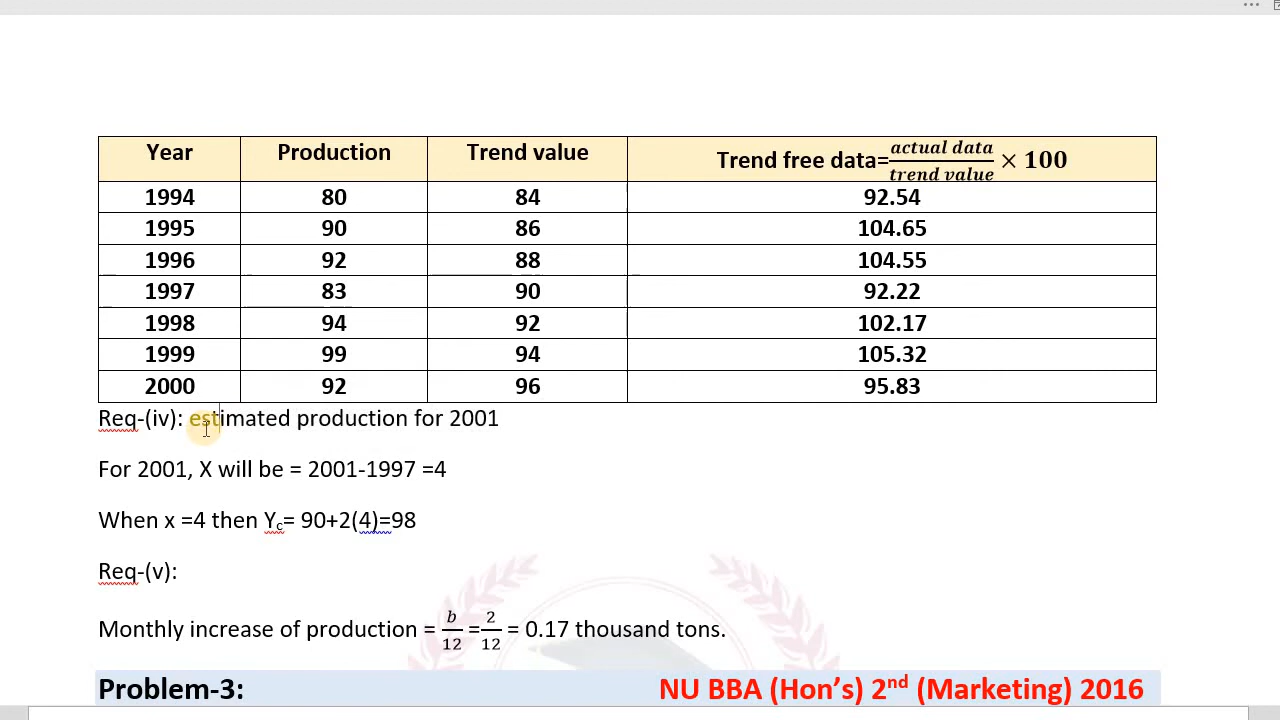 Year Production Trend value Trend free data=actual data/trend value × 100
1994 80 84 92.54
1995 90 86 104.65
1996 92 88 104.55
1997 83 90 92.22
1998 94 92 102.17
1999 99 94 105.32
2000 92 96 95.83
Req-(iv): estimated production for 2001
For 2001, X will be = 2001-1997 =4
When x =4 then Yc= 90+2(4)=98
Req-(v):
Monthly increase of production = b/12 =2/12 = 0.17 thousand tons.
Problem-3: NU BBA (Hon’s) 2nd (Marketing) 2016